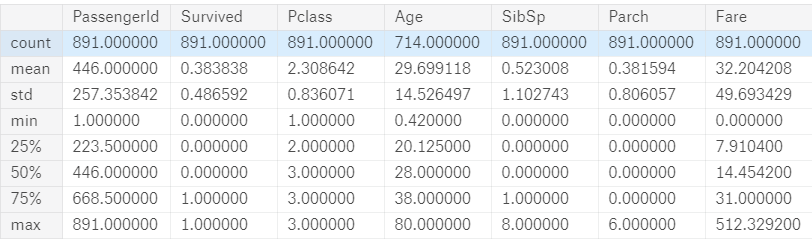 PassengerId Survived Pclass Age SibSp Parch Fare
count 891.000000 891.000000 891.000000 714.000000 891.000000 891.000000 891.000000
mean 446.000000 0.383838 2.308642 29.699118 0.523008 0.381594 32.204208
std 257.353842 0.486592 0.836071 14.526497 1.102743 0.806057 49.693429
min 1.000000 0.000000 1.000000 0.420000 0.000000 0.000000 0.000000
25% 223.500000 0.000000 2.000000 20.125000 0.000000 0.000000 7.910400
50% 446.000000 0.000000 3.000000 28.000000 0.000000 0.000000 14.454200
75% 668.500000 1.000000 3.000000 38.000000 1.000000 0.000000 31.000000
max 891.000000 1.000000 3.000000 80.000000 8.000000 6.000000 512.329200